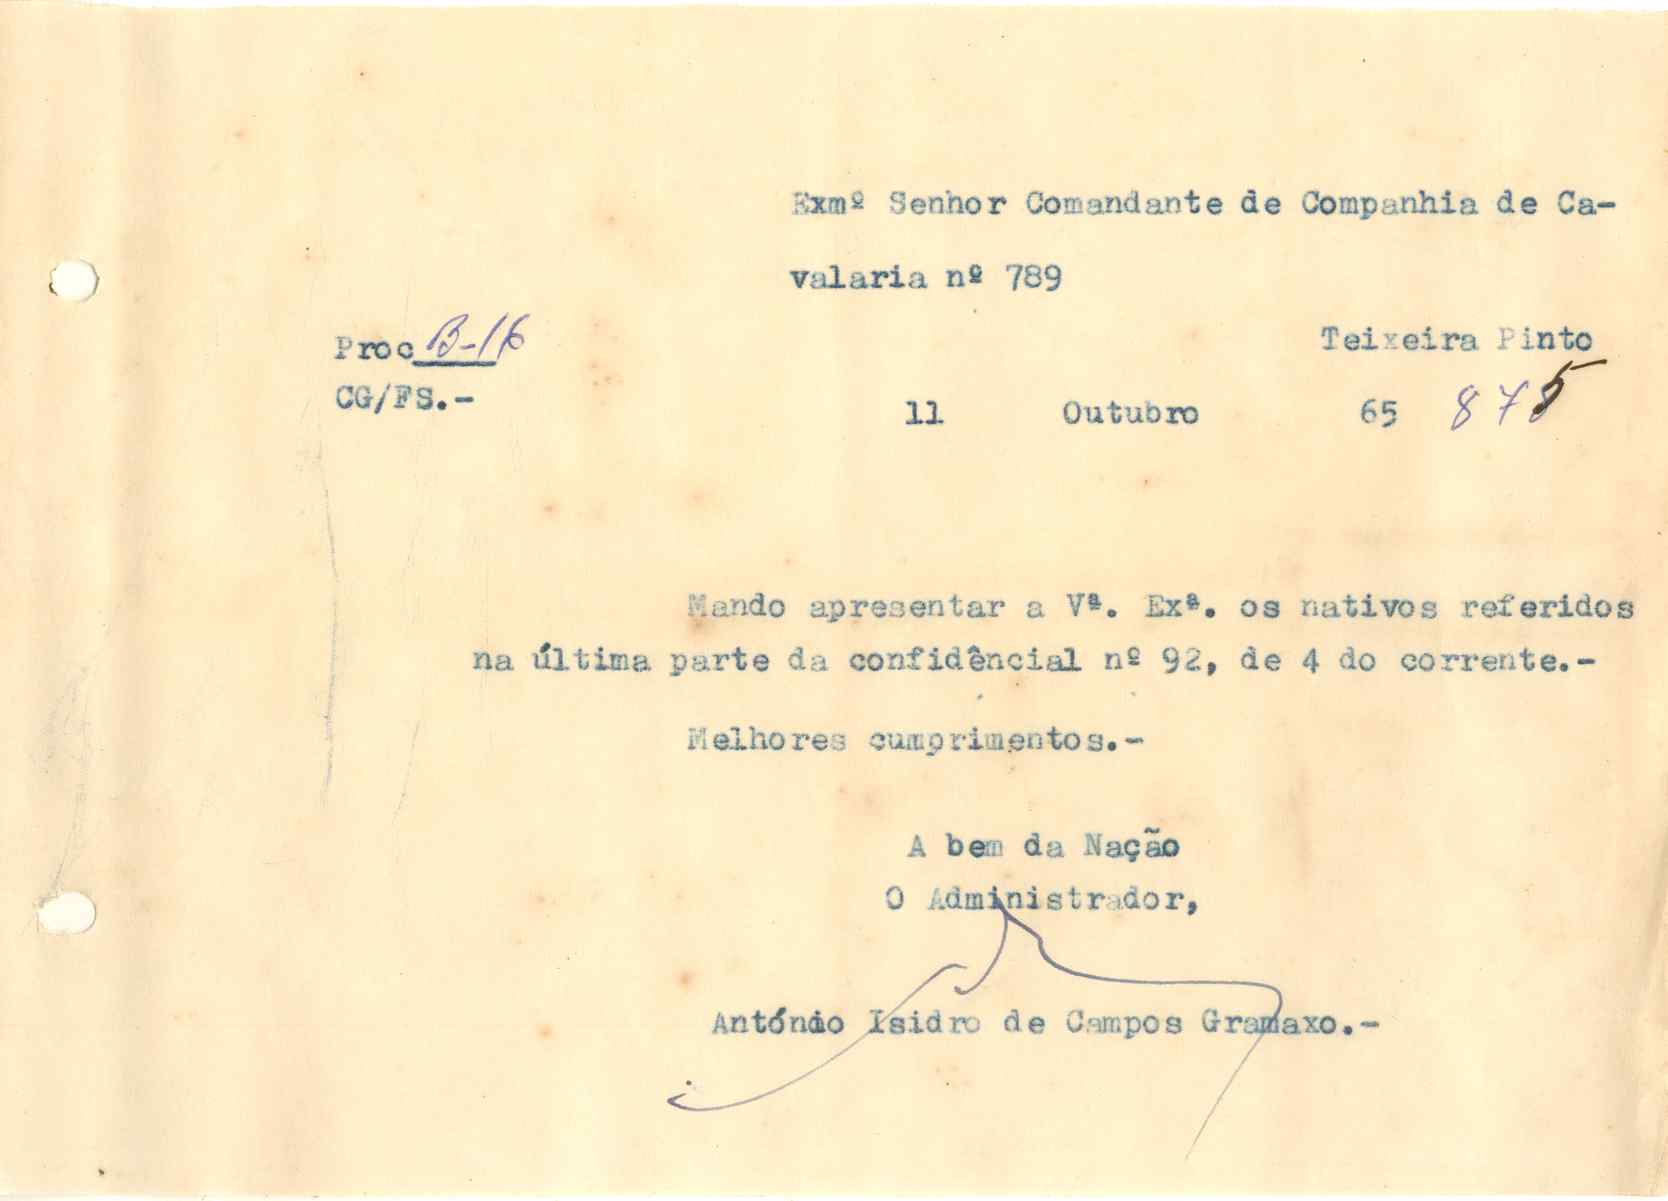 Exmº Senhor Comandante de Companhia de Ca-
valaria nº 789
Teixeira Pinto
Proc B-16
CG/FS.-
11 Outubro 65 875
Mando apresentar a Vª. Exª. os nativos referidos
na última parte da confidêncial nº 92, de 4 do corrente.-
Melhores cumprimentos.-
A bem da Nação
O Administrador,
António Isidro de Campos Gramaxo.-